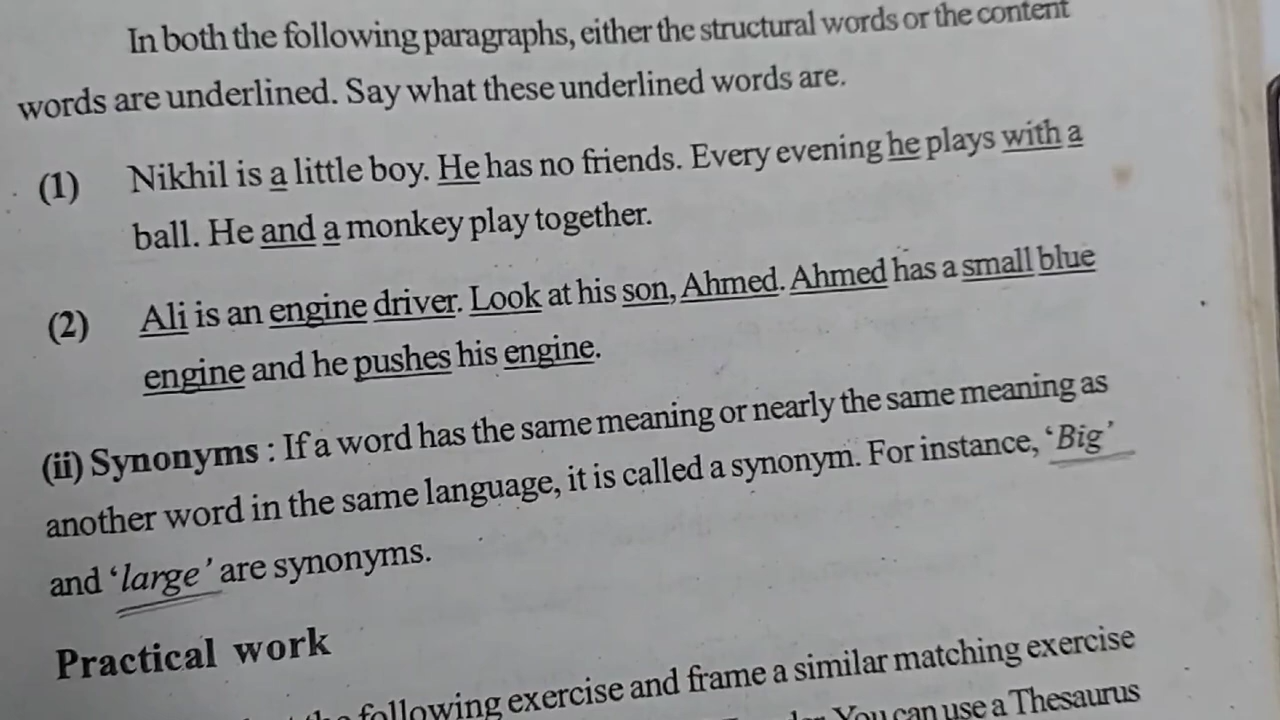 In both the following paragraphs, either the structural words or the content
words are underlined. Say what these underlined words are.
(1) Nikhil is a little boy. He has no friends. Every evening he plays with a
ball. He and a monkey play together.
(2) Ali is an engine driver. Look at his son, Ahmed. Ahmed has a small blue
engine and he pushes his engine.
(ii) Synonyms : If a word has the same meaning or nearly the same meaning as
another word in the same language, it is called a synonym. For instance, ‘Big’
and ‘large’ are synonyms.
Practical work
following exercise and frame a similar matching exercise
You can use a Thesaurus